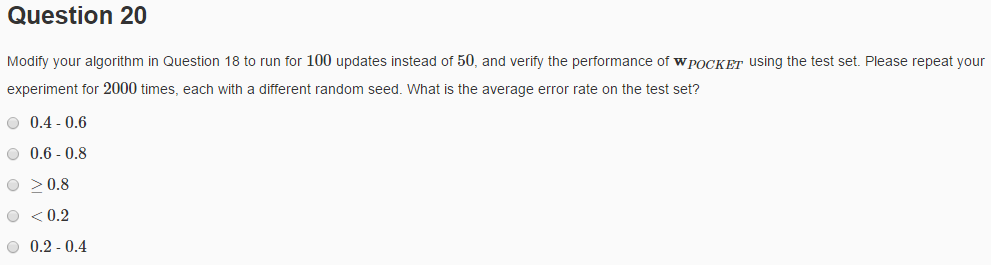 Question 20
Modify your algorithm in Question 18 to run for 100 updates instead of 50, and verify the performance of w_POCKET using the test set. Please repeat your
experiment for 2000 times, each with a different random seed. What is the average error rate on the test set?
0.4 - 0.6
0.6 - 0.8
≥ 0.8
< 0.2
0.2 - 0.4